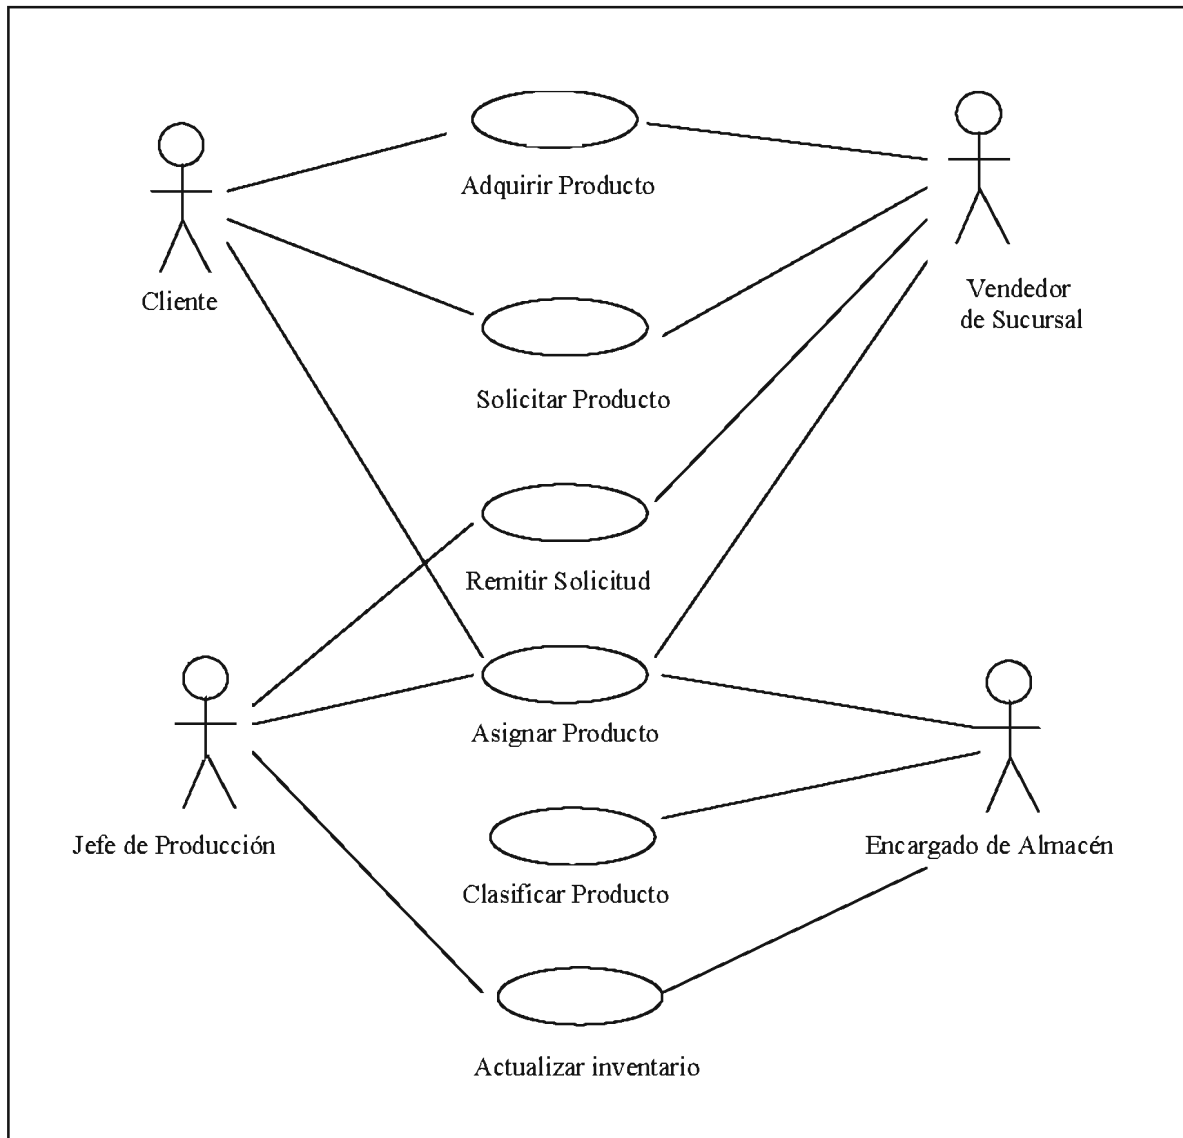 Adquirir Producto
Cliente
Vendedor
de Sucursal
Solicitar Producto
Remitir Solicitud
Asignar Producto
Jefe de Producción
Encargado de Almacén
Clasificar Producto
Actualizar inventario